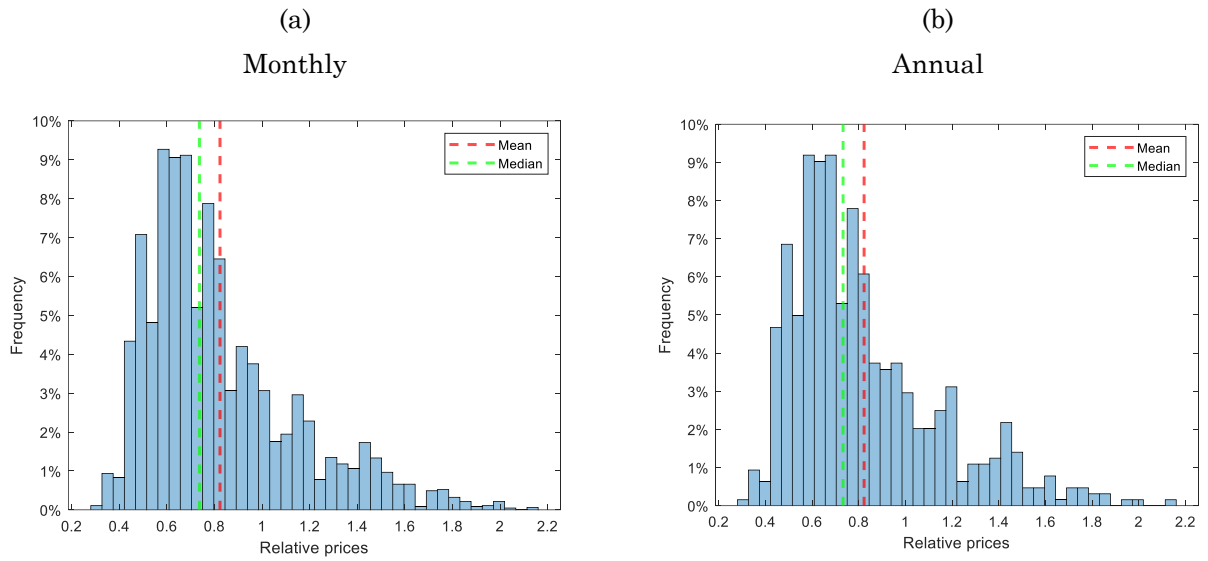 (a)
Monthly
10%
9%
8%
7%
6%
5%
4%
3%
2%
1%
0%
Frequency
Mean
Median
0.2 0.4 0.6 0.8 1 1.2 1.4 1.6 1.8 2 2.2
Relative prices
(b)
Annual
10%
9%
8%
7%
6%
5%
4%
3%
2%
1%
0%
Frequency
Mean
Median
0.2 0.4 0.6 0.8 1 1.2 1.4 1.6 1.8 2 2.2
Relative prices